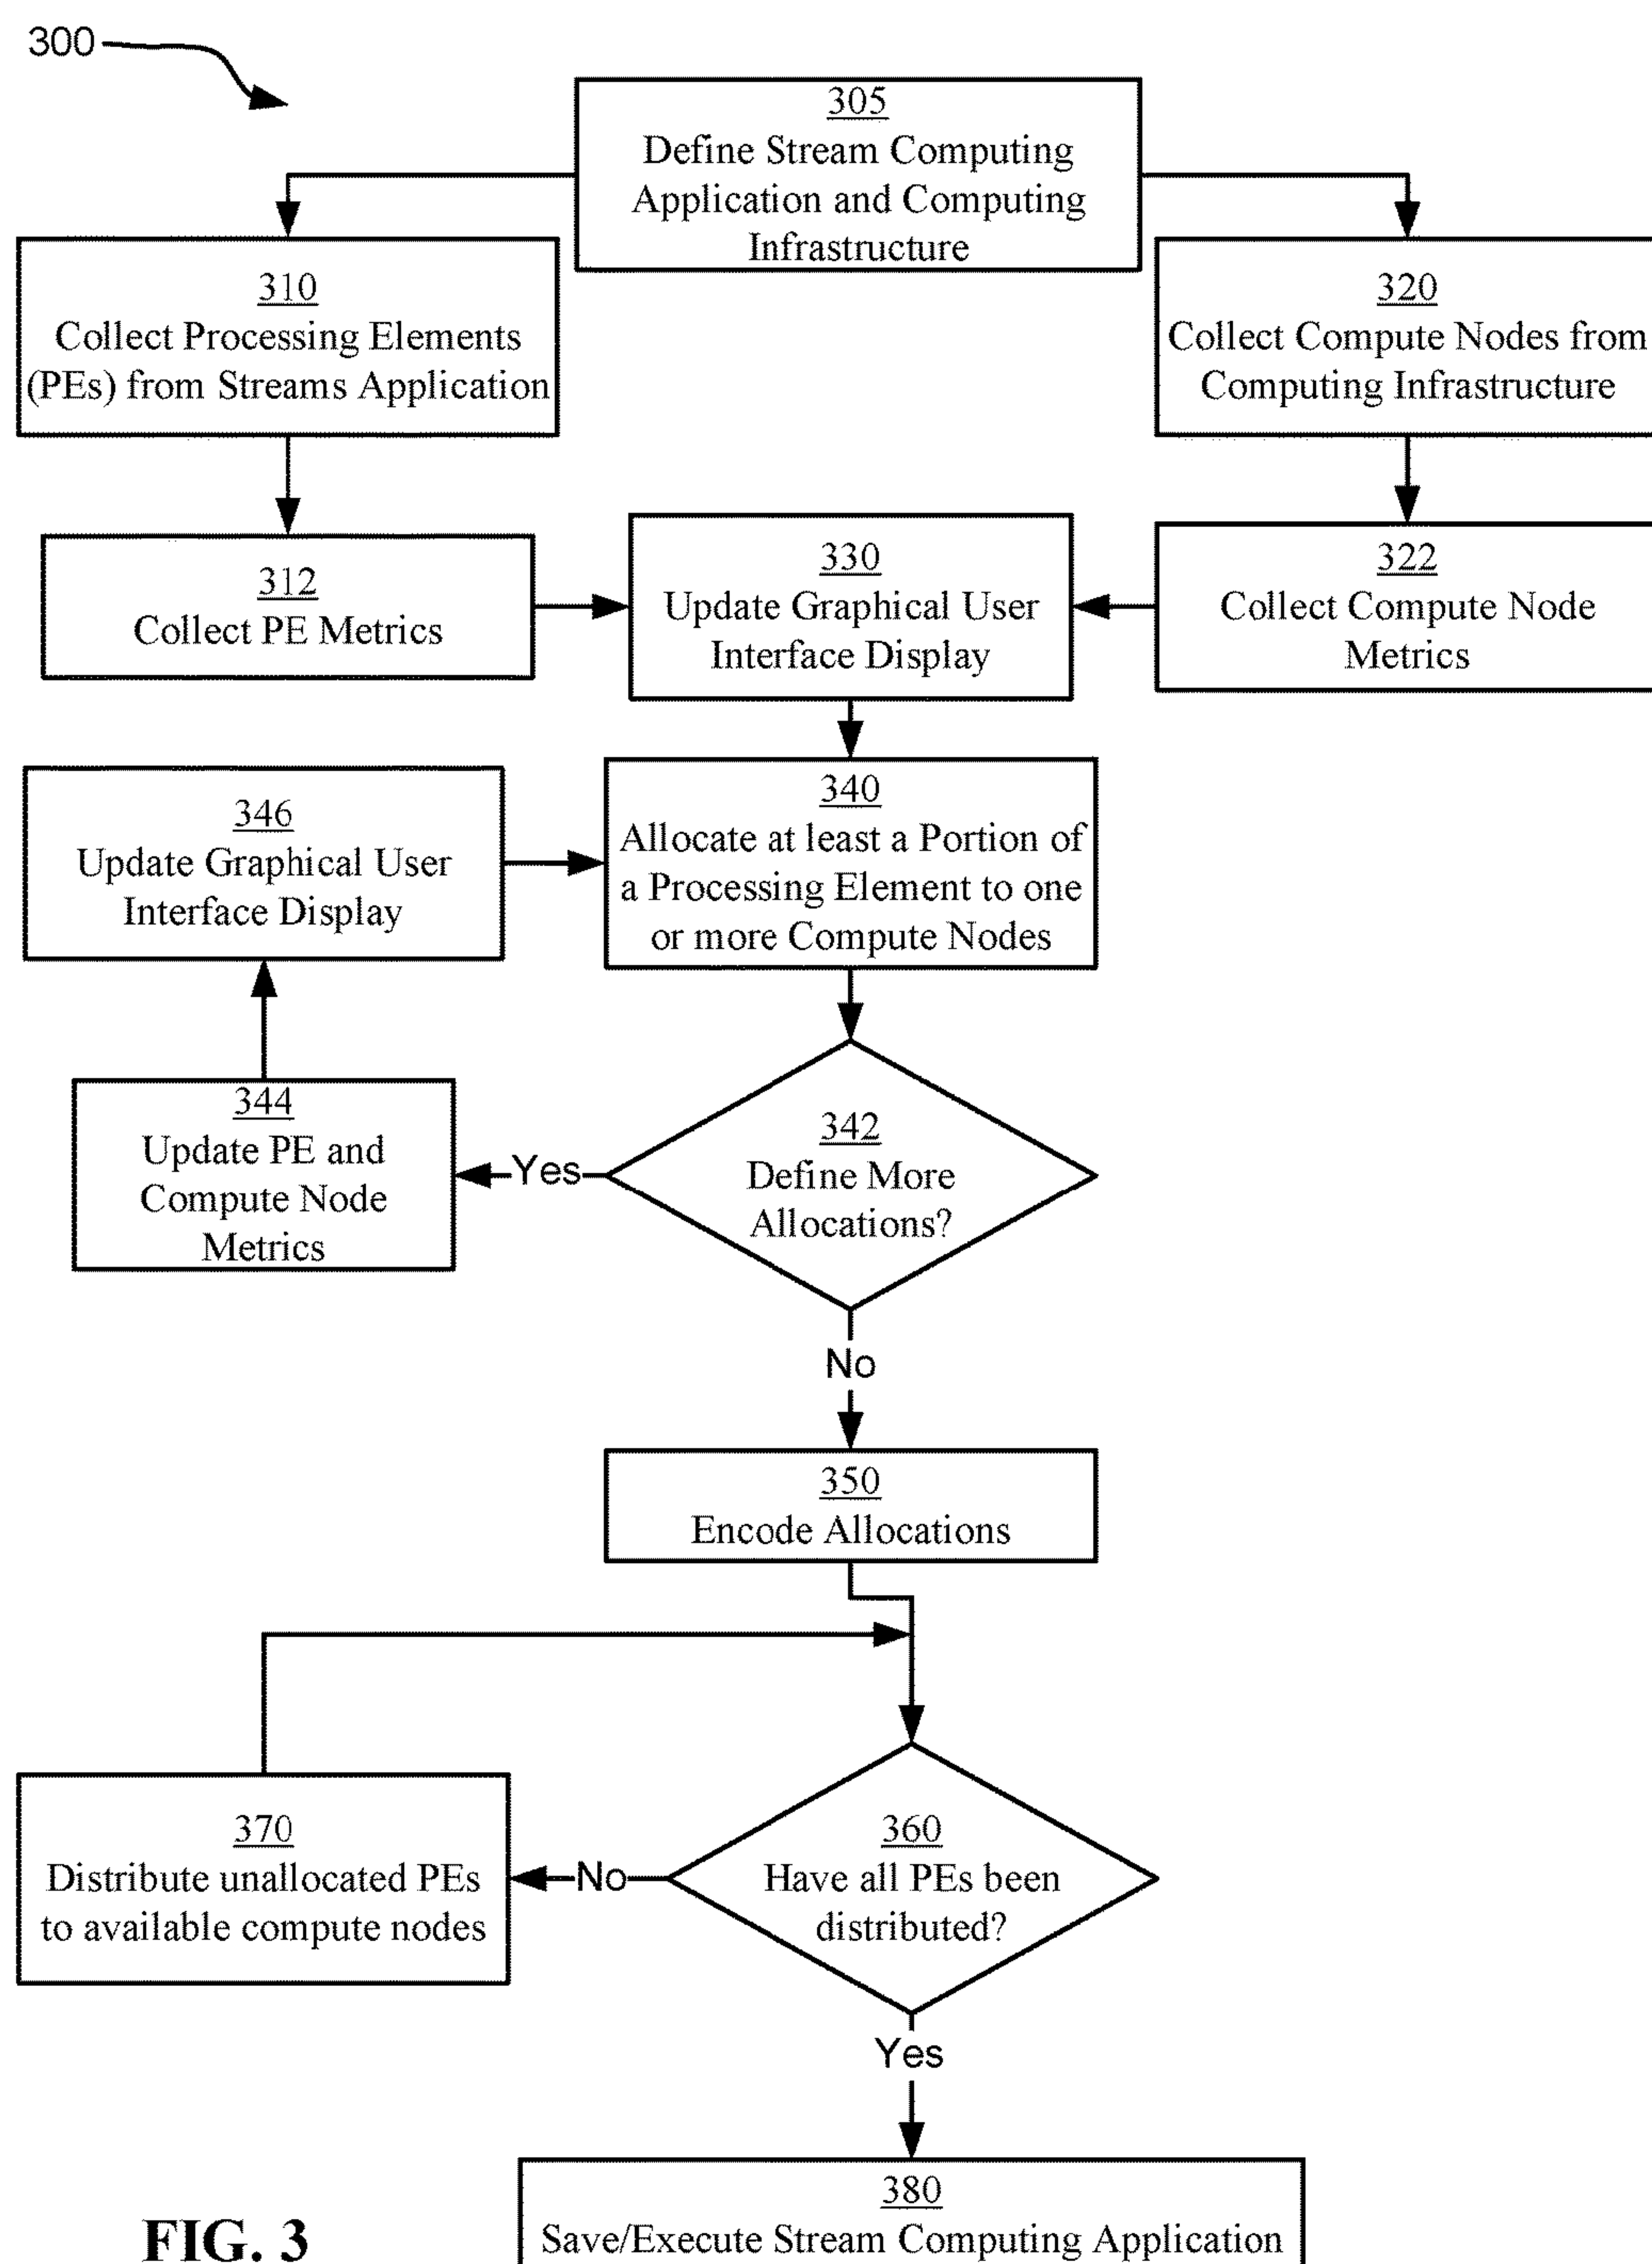 300
305
Define Stream Computing
Application and Computing
Infrastructure
310
Collect Processing Elements
(PEs) from Streams Application
320
Collect Compute Nodes from
Computing Infrastructure
312
Collect PE Metrics
330
Update Graphical User
Interface Display
322
Collect Compute Node
Metrics
346
Update Graphical User
Interface Display
340
Allocate at least a Portion of
a Processing Element to one
or more Compute Nodes
344
Update PE and
Compute Node
Metrics
Yes
342
Define More
Allocations?
No
350
Encode Allocations
370
Distribute unallocated PEs
to available compute nodes
No
360
Have all PEs been
distributed?
Yes
380
Save/Execute Stream Computing Application
FIG. 3